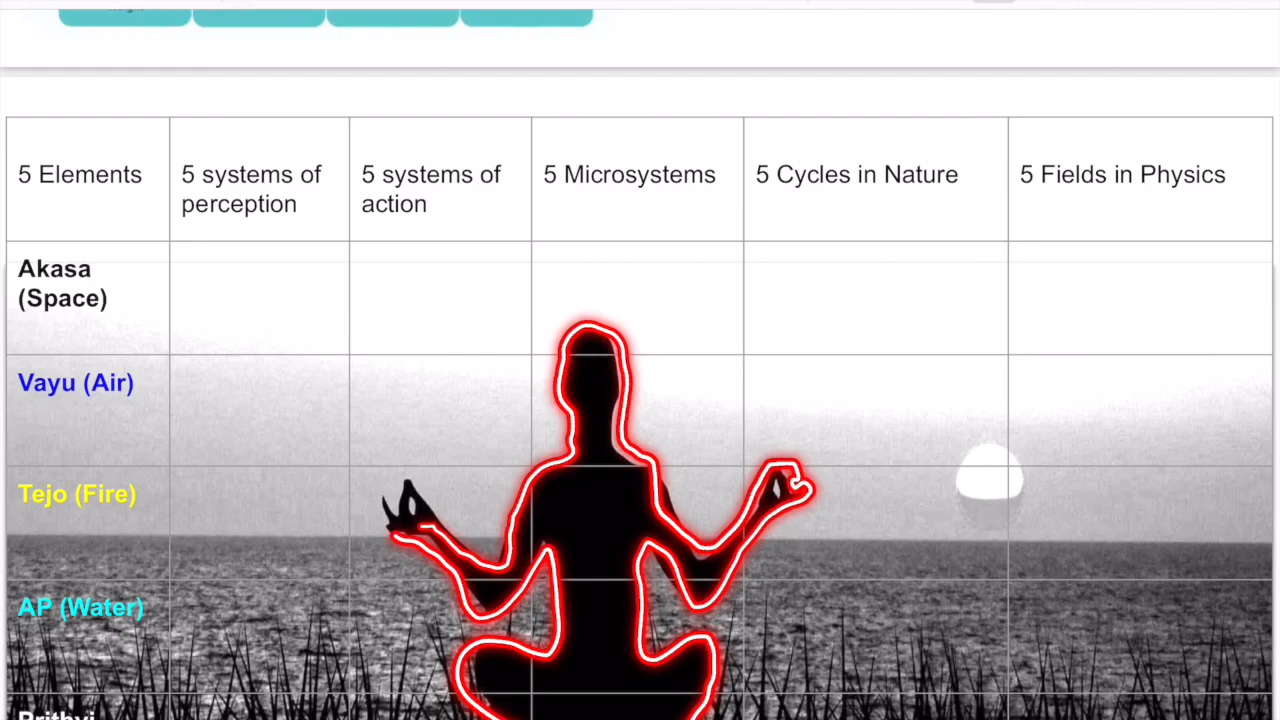 5 Elements
5 systems of
perception
5 systems of
action
5 Microsystems
5 Cycles in Nature
5 Fields in Physics
Akasa
(Space)
Vayu (Air)
Tejo (Fire)
AP (Water)
Prithvi